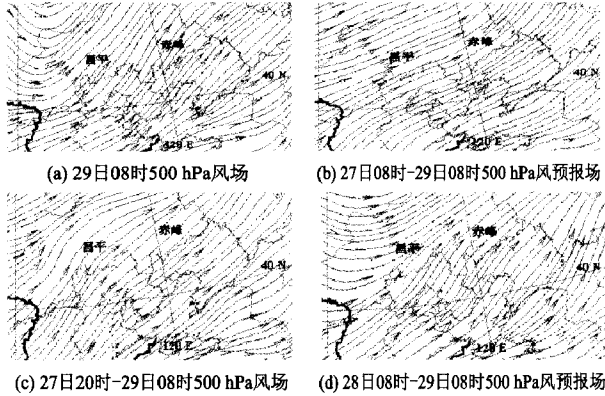 昌平 赤峰
40 N
120 E
(a) 29日08时500 hPa风场
昌平 赤峰
40 N
120 E
(b) 27日08时-29日08时500 hPa风预报场
昌平 赤峰
40 N
120 E
(c) 27日20时-29日08时500 hPa风场
昌平 赤峰
40 N
120 E
(d) 28日08时-29日08时500 hPa风预报场